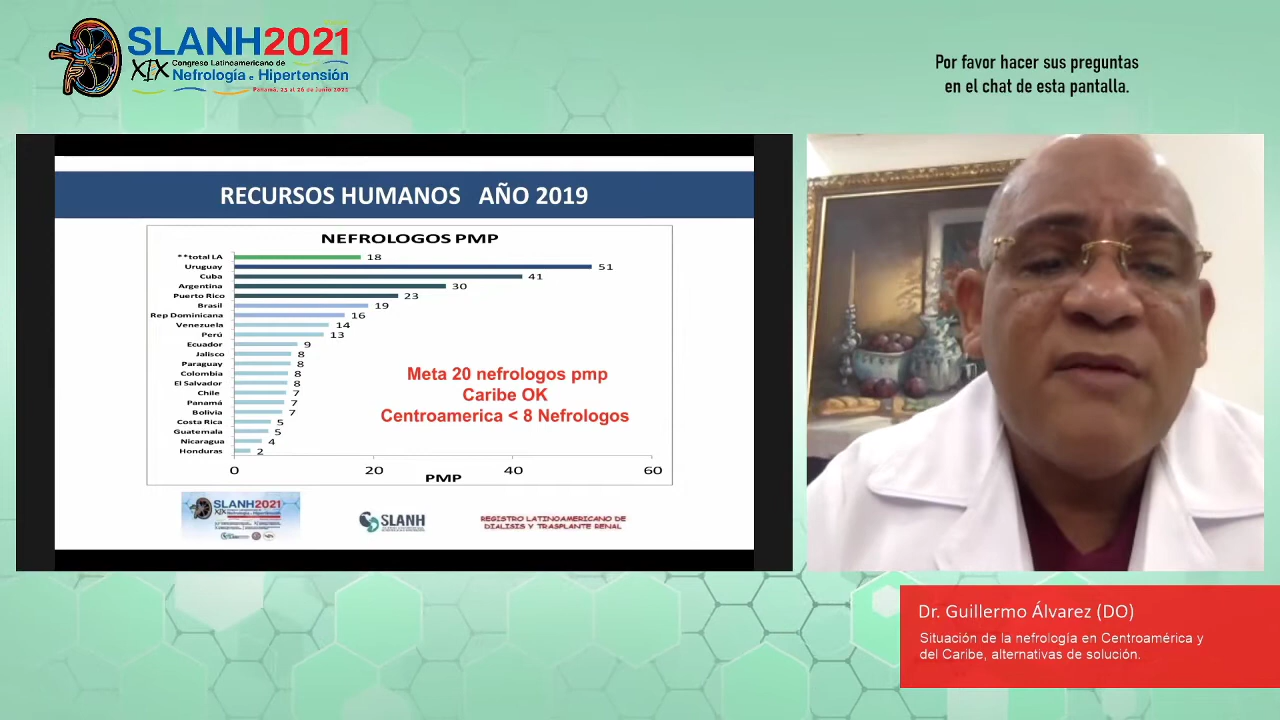 SLANH2021
XIX Congreso Latinoamericano de
Nefrología e Hipertensión
Por favor hacer sus preguntas
en el chat de esta pantalla.
RECURSOS HUMANOS AÑO 2019
NEFROLOGOS PMP
**total LA 18
Uruguay 51
Cuba 41
Argentina 30
Puerto Rico 23
Brasil 19
Rep Dominicana 16
Venezuela 14
Perú 13
Ecuador 9
Jalisco 8
Paraguay 8
Colombia 8
El Salvador 8
Chile 7
Panamá 7
Bolivia 7
Costa Rica 5
Guatemala 5
Nicaragua 4
Honduras 2
Meta 20 nefrologos pmp
Caribe OK
Centroamerica < 8 Nefrologos
0 20 40 60
PMP
SLANH2021
XIX
SLANH
REGISTRO LATINOAMERICANO DE
DIALISIS Y TRASPLANTE RENAL
Dr. Guillermo Álvarez (DO)
Situación de la nefrología en Centroamérica y
del Caribe, alternativas de solución.